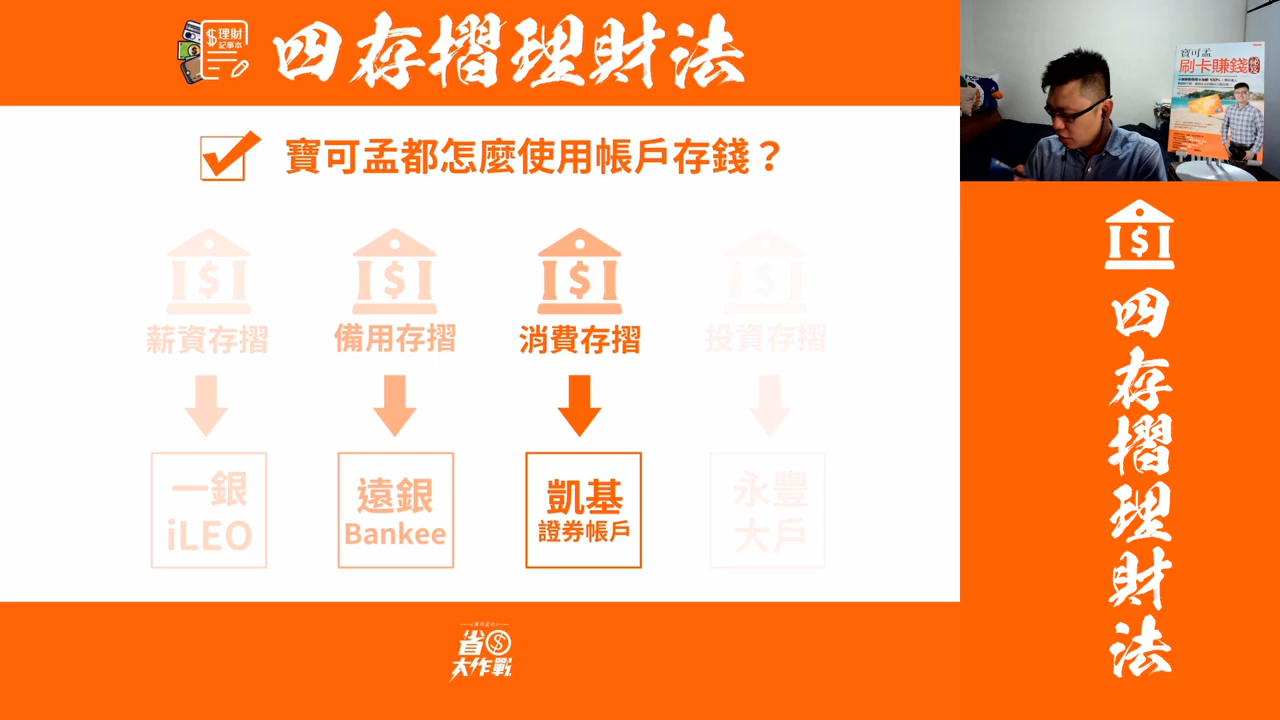 $理財
記事本
四存摺理財法
寶可孟都怎麼使用帳戶存錢？
薪資存摺
備用存摺
消費存摺
投資存摺
一銀
iLEO
遠銀
Bankee
凱基
證券帳戶
永豐
大戶
省$
大作戰
寶可孟
刷卡賺錢
秘笈
四存摺理財法